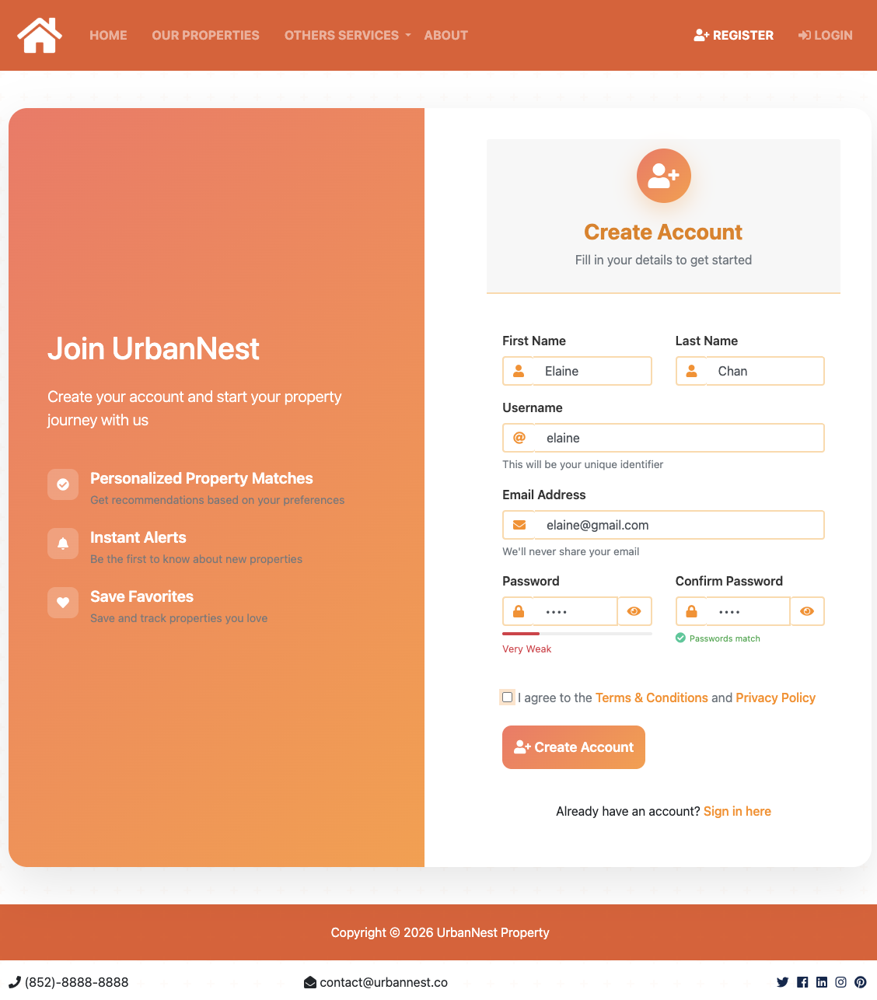 HOME
OUR PROPERTIES
OTHERS SERVICES
ABOUT
REGISTER
LOGIN
Join UrbanNest
Create your account and start your property
journey with us
Personalized Property Matches
Get recommendations based on your preferences
Instant Alerts
Be the first to know about new properties
Save Favorites
Save and track properties you love
Create Account
Fill in your details to get started
First Name
Last Name
Elaine
Chan
Username
@ elaine
This will be your unique identifier
Email Address
elaine@gmail.com
We'll never share your email
Password
Confirm Password
••••
••••
Very Weak
Passwords match
I agree to the Terms & Conditions and Privacy Policy
Create Account
Already have an account? Sign in here
Copyright © 2026 UrbanNest Property
(852)-8888-8888
contact@urbannest.co